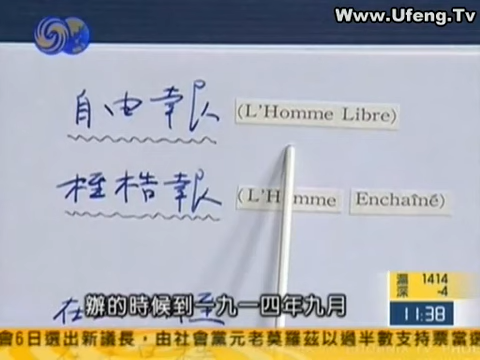 Www.Ufeng.Tv
自由報 (L'Homme Libre)
桎梏報 (L'Homme Enchaîné)
在
辦的時候到一九一四年九月
滬 1414
深 -4
11:38
會6日選出新議長，由社會黨元老莫羅茲以過半數支持票當選